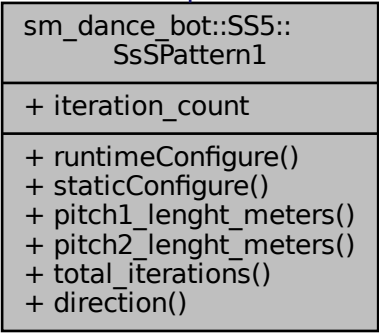 sm_dance_bot::SS5::
SsSPattern1
+ iteration_count
+ runtimeConfigure()
+ staticConfigure()
+ pitch1_lenght_meters()
+ pitch2_lenght_meters()
+ total_iterations()
+ direction()